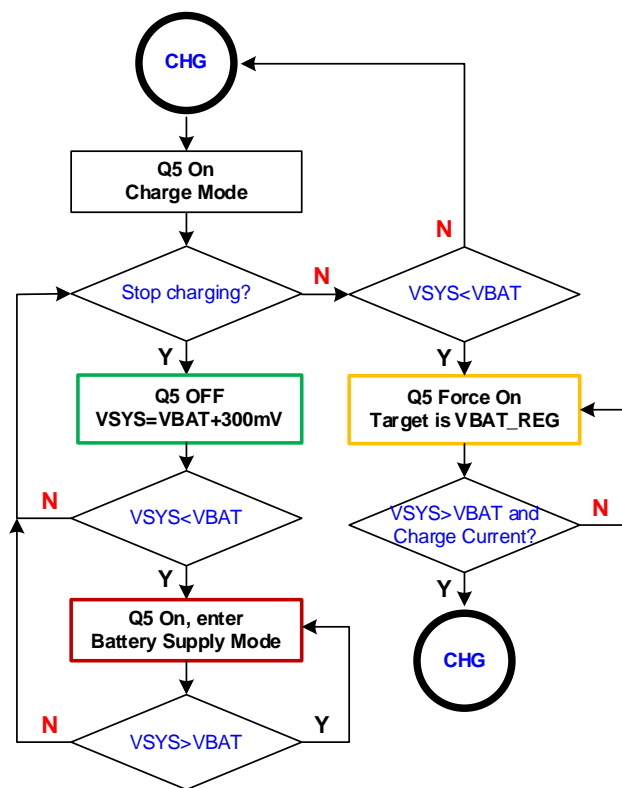 CHG
Q5 On
Charge Mode
Stop charging?
N
VSYS<VBAT
N
Y
Q5 OFF
VSYS=VBAT+300mV
Y
Q5 Force On
Target is VBAT_REG
N
VSYS<VBAT
Y
VSYS>VBAT and
Charge Current?
N
Y
Q5 On, enter
Battery Supply Mode
CHG
N
VSYS>VBAT
Y